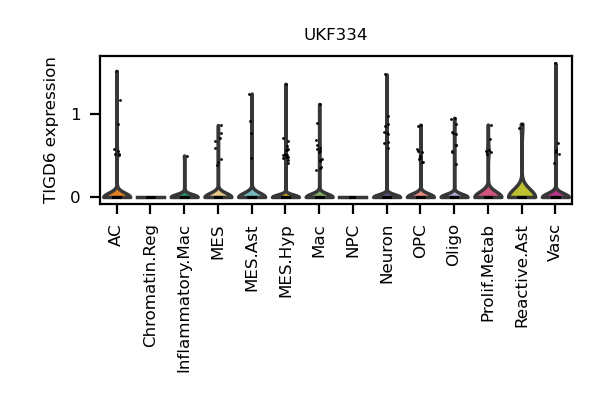 UKF334
TIGD6 expression
1
0
AC
Chromatin.Reg
Inflammatory.Mac
MES
MES.Ast
MES.Hyp
Mac
NPC
Neuron
OPC
Oligo
Prolif.Metab
Reactive.Ast
Vasc